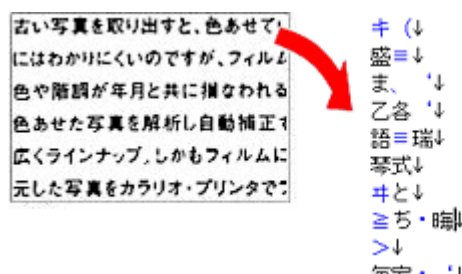 古い写真を取り出すと、色あせてい
にはわかりにくいのですが、フィルム
色や階調が年月と共に損なわれる
色あせた写真を解析し自動補正す
広くラインナップ。しかもフィルムに
元した写真をカラリオ・プリンタでプ
キ (↓
盛≡↓
ま、 ‘↓
乙各 ‘↓
語≡瑞↓
琴式↓
ヰと↓
≧ち・晦↓
>↓